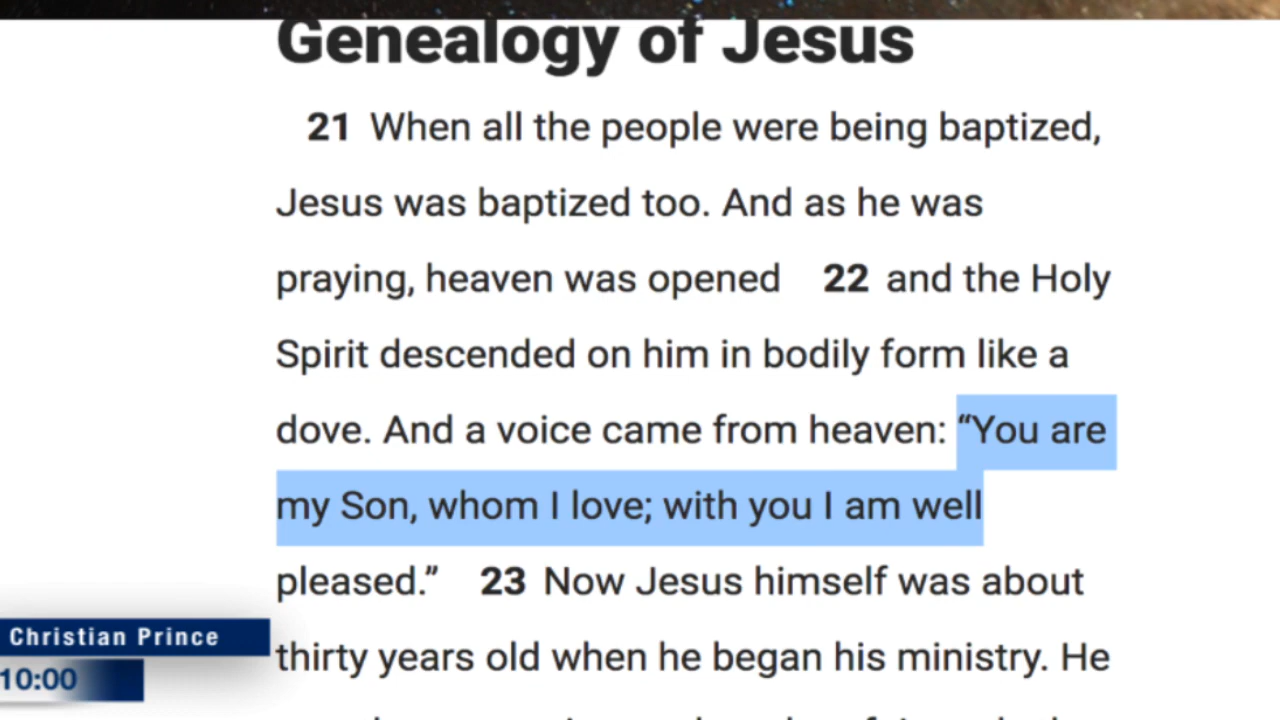 Genealogy of Jesus
21 When all the people were being baptized,
Jesus was baptized too. And as he was
praying, heaven was opened 22 and the Holy
Spirit descended on him in bodily form like a
dove. And a voice came from heaven: “You are
my Son, whom I love; with you I am well
pleased.” 23 Now Jesus himself was about
thirty years old when he began his ministry. He
Christian Prince
10:00